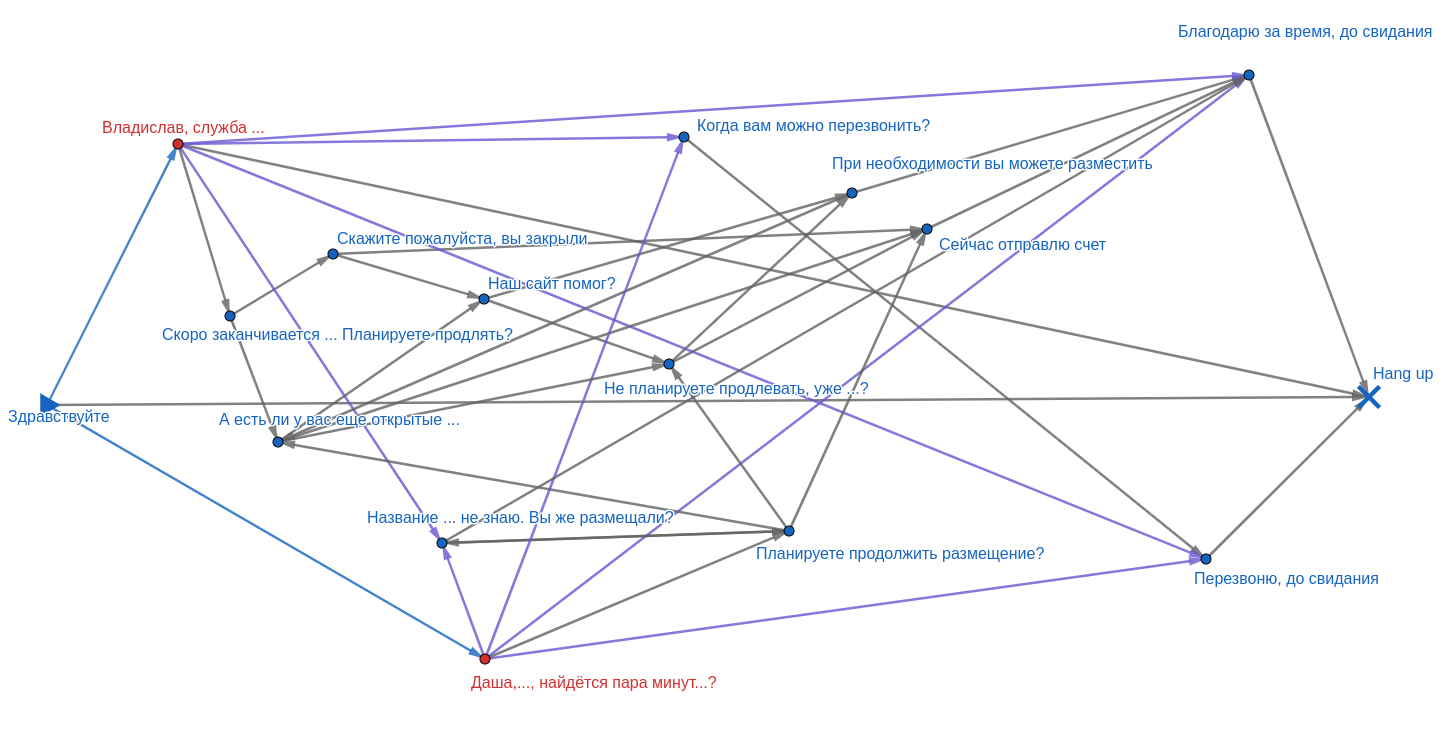 Благодарю за время, до свидания
Владислав, служба ...
Когда вам можно перезвонить?
При необходимости вы можете разместить
Скажите пожалуйста, вы закрыли
Сейчас отправлю счет
Наш сайт помог?
Скоро заканчивается ... Планируете продлять?
Hang up
Не планируете продлевать, уже ...?
Здравствуйте
А есть ли у вас еще открытые ...
Название ... не знаю. Вы же размещали?
Планируете продолжить размещение?
Перезвоню, до свидания
Даша,..., найдётся пара минут...?